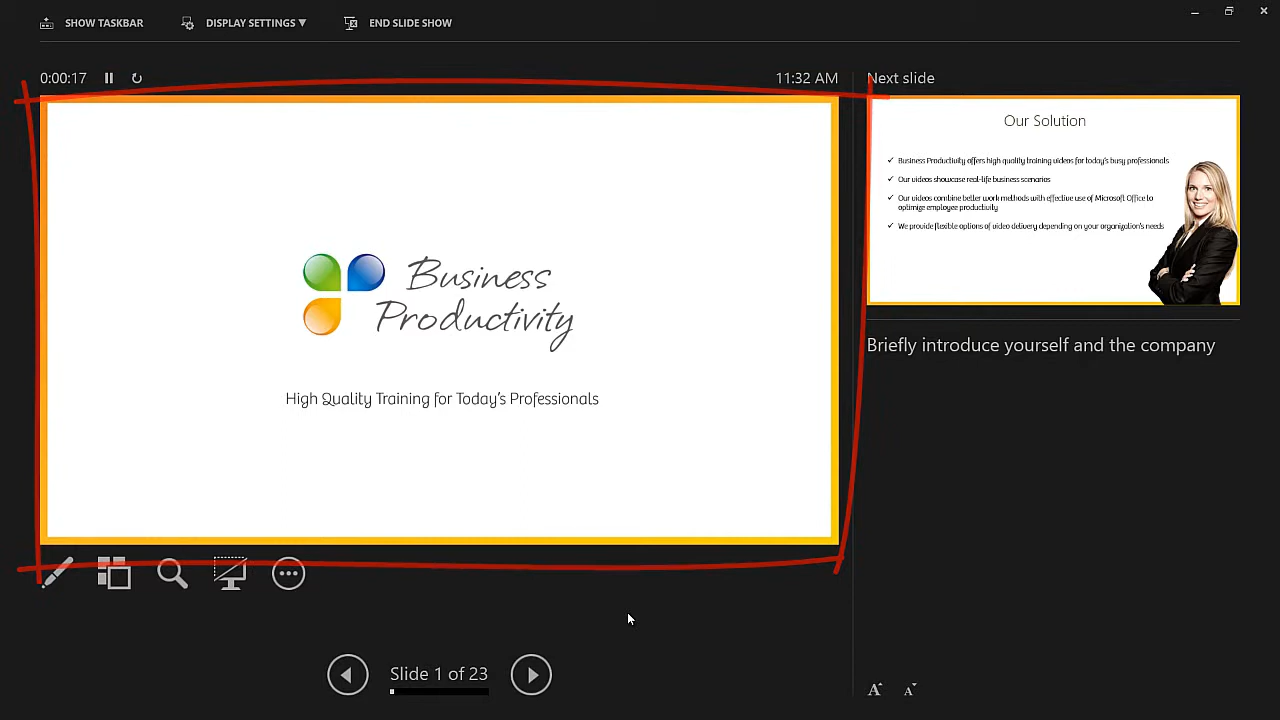 SHOW TASKBAR
DISPLAY SETTINGS ▼
END SLIDE SHOW
0:00:17
11:32 AM
Business
Productivity
High Quality Training for Today's Professionals
Slide 1 of 23
Next slide
Our Solution
✓ Business Productivity offers high quality training videos for today's busy professionals
✓ Our videos showcase real-life business scenarios
✓ Our videos combine better work methods with effective use of Microsoft Office to
optimize employee productivity
✓ We provide flexible options of video delivery depending on your organization's needs
Briefly introduce yourself and the company
A A